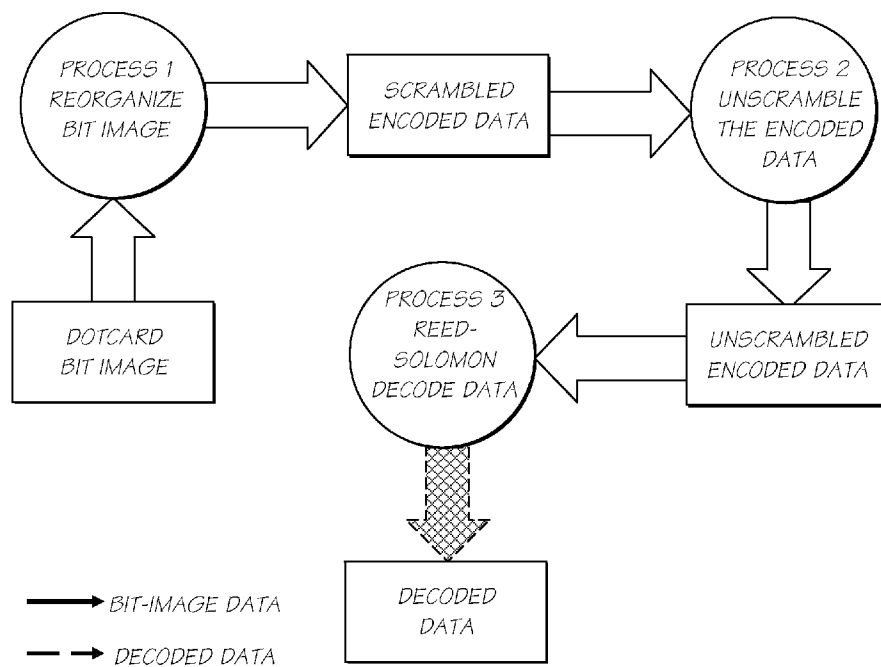 PROCESS 1
REORGANIZE
BIT IMAGE
SCRAMBLED
ENCODED DATA
PROCESS 2
UNSCRAMBLE
THE ENCODED
DATA
DOTCARD
BIT IMAGE
PROCESS 3
REED-
SOLOMON
DECODE DATA
UNSCRAMBLED
ENCODED DATA
DECODED
DATA
BIT-IMAGE DATA
DECODED DATA